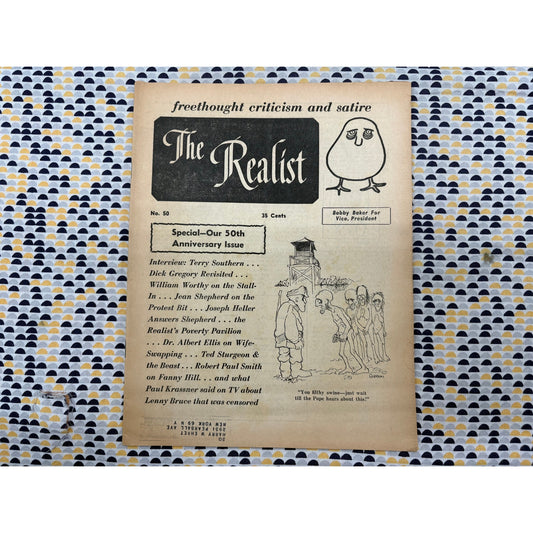 freethought criticism and satire
The Realist
No. 50
35 Cents
Bobby Baker For
Vice, President
Special—Our 50th
Anniversary Issue
Interview: Terry Southern . . .
Dick Gregory Revisited . . .
William Worthy on the Stall-
In . . . Jean Shepherd on the
Protest Bit . . . Joseph Heller
Answers Shepherd . . . the
Realist's Poverty Pavilion
. . . Dr. Albert Ellis on Wife-
Swapping . . . Ted Sturgeon &
the Beast . . . Robert Paul Smith
on Fanny Hill. . . and what
Paul Krassner said on TV about
Lenny Bruce that was censored
"You filthy swine—just wait
till the Pope hears about this!"
NEW YORK 69 N Y